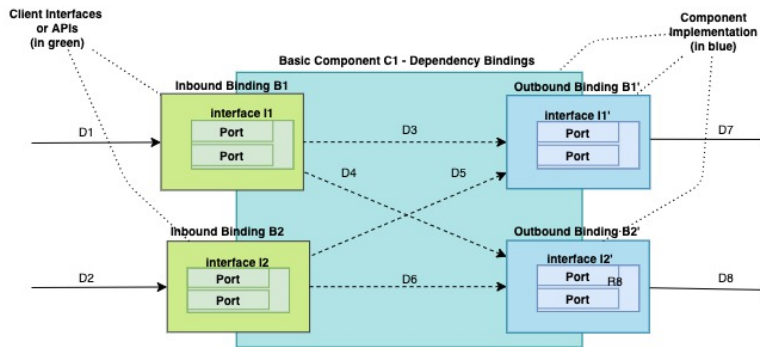 Client Interfaces
or APIs
(in green)
Component
Implementation
(in blue)
Basic Component C1 - Dependency Bindings
Inbound Binding B1
Outbound Binding B1'
interface I1
Port
Port
interface I1'
Port
Port
D1
D3
D7
D4
D5
Inbound Binding B2
Outbound Binding B2'
interface I2
Port
Port
interface I2'
Port
R8
Port
D2
D6
D8